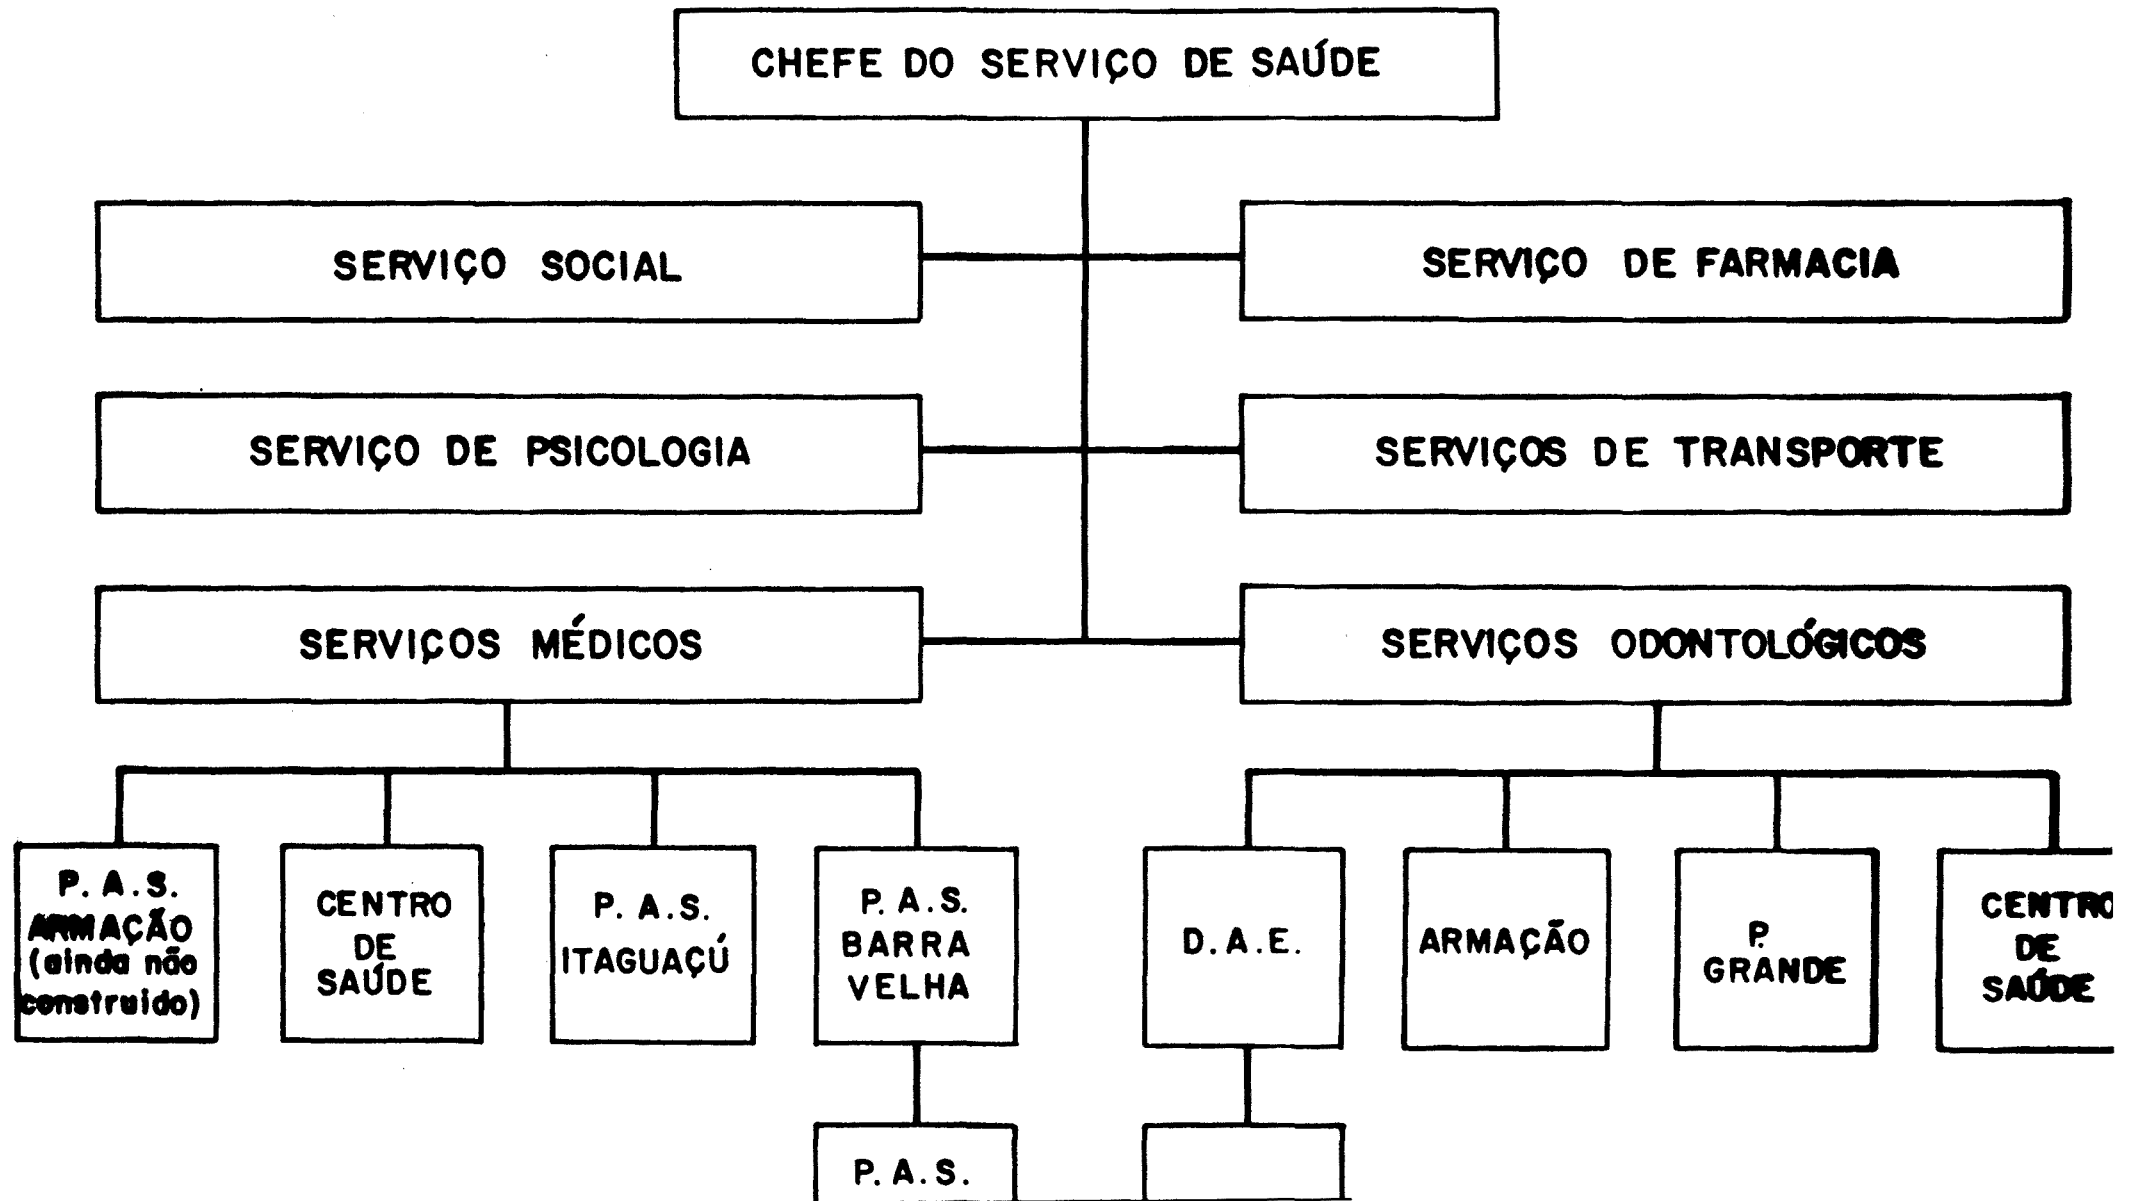 CHEFE DO SERVIÇO DE SAÚDE
SERVIÇO SOCIAL
SERVIÇO DE FARMACIA
SERVIÇO DE PSICOLOGIA
SERVIÇOS DE TRANSPORTE
SERVIÇOS MÉDICOS
SERVIÇOS ODONTOLÓGICOS
P. A. S.
ARMAÇÃO
(ainda não
construido)
CENTRO
DE
SAÚDE
P. A. S.
ITAGUAÇÚ
P. A. S.
BARRA
VELHA
D. A. E.
ARMAÇÃO
P.
GRANDE
CENTRO
DE
SAÚDE
P. A. S.